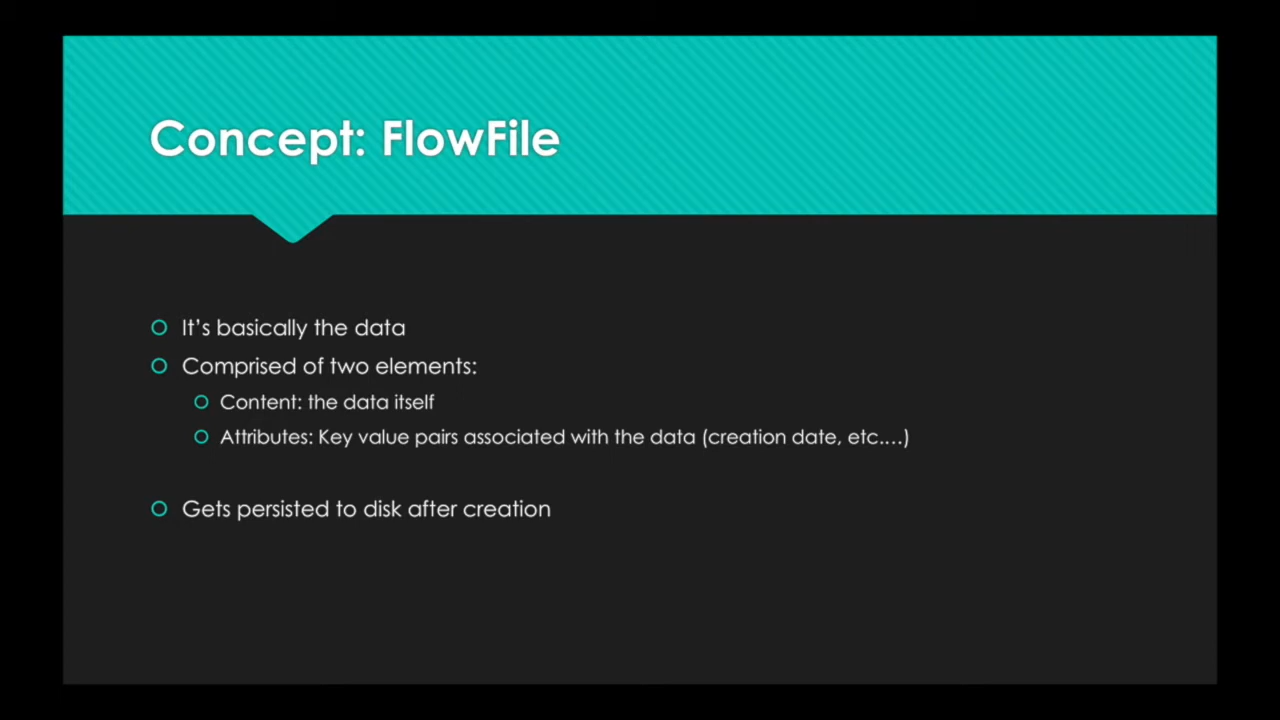 Concept: FlowFile
It's basically the data
Comprised of two elements:
Content: the data itself
Attributes: Key value pairs associated with the data (creation date, etc....)
Gets persisted to disk after creation